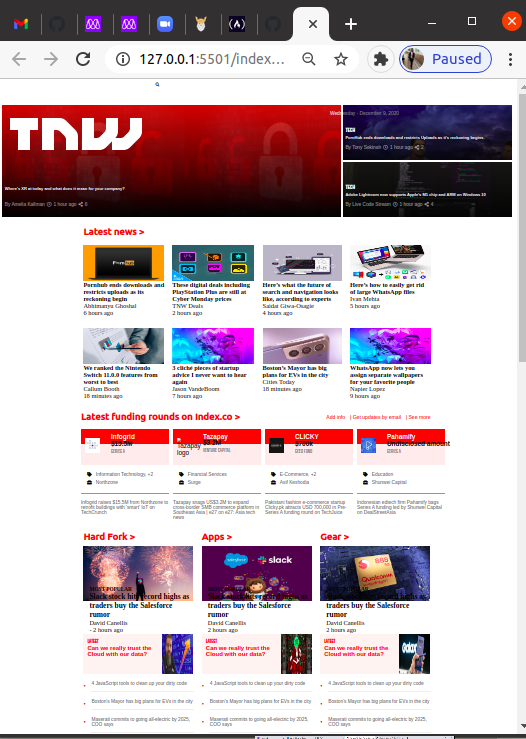 127.0.0.1:5501/index…
Paused
Wednesday - December 9, 2020
TNW
Where's XR at today and what does it mean for your company?
By Amelia Kallman 1 hour ago 6
TECH
Pornhub ends downloads and restricts Uploads as it's reckoning begins.
By Tony Sekinah 1 hour ago 2
TECH
Adobe Lightroom now supports Apple's M1 chip and ARM on Windows 10
By Live Code Stream 1 hour ago 4
Latest news >
Porn hub
Pornhub ends downloads and restricts uploads as its reckoning begin
Abhimanyu Ghoshal
6 hours ago
These digital deals including PlayStation Plus are still at Cyber Monday prices
TNW Deals
2 hours ago
Here's what the future of search and navigation looks like, according to experts
Saidat Giwa-Osagie
4 hours ago
Here's how to easily get rid of large WhatsApp files
Ivan Mehta
5 hours ago
We ranked the Nintendo Switch 11.0.0 features from worst to best
Callum Booth
18 minutes ago
3 cliché pieces of startup advice I never want to hear again
Jason VandeBoom
7 hours ago
Boston's Mayor has big plans for EVs in the city
Cities Today
18 minutes ago
WhatsApp now lets you assign separate wallpapers for your favorite people
Napier Lopez
9 hours ago
Latest funding rounds on Index.co >
Add info | Get updates by email | See more
Infogrid
$15.5M
SERIES A
Information Technology, +2
Northzone
Infogrid raises $15.5M from Northzone to retrofit buildings with 'smart' IoT on TechCrunch
Tazapay
Tazapay logo
$3.2M
VENTURE CAPITAL
Financial Services
Surge
Tazapay snags US$3.2M to expand cross-border SMB commerce platform in Southeast Asia | e27 on e27: Asia tech news
CLICKY
$700k
SEED FUND
E-Commerce, +2
Asif Keshodia
Pakistani fashion e-commerce startup Clicky.pk attracts USD 700,000 in Pre-Series A funding round on TechJuice
Pahamify
Undisclosed amount
SERIES A
Education
Shunwei Capital
Indonesian edtech firm Pahamify bags Series A funding led by Shunwei Capital on DealStreetAsia
Hard Fork >
MOST POPULAR
Slack stock hits record highs as traders buy the Salesforce rumor
David Canellis
- 2 hours ago
LATEST
Can we really trust the Cloud with our data?
4 JavaScript tools to clean up your dirty code
Boston's Mayor has big plans for EVs in the city
Maserati commits to going all-electric by 2025, COO says
Apps >
salesforce
slack
Slack stock hits record highs as traders buy the Salesforce rumor
David Canellis
2 hours ago
LATEST
Can we really trust the Cloud with our data?
4 JavaScript tools to clean up your dirty code
Boston's Mayor has big plans for EVs in the city
Maserati commits to going all-electric by 2025, COO says
Gear >
888
Qualcomm
Slack stock hits record highs as traders buy the Salesforce rumor
David Canellis
2 hours ago
LATEST
Can we really trust the Cloud with our data?
4 JavaScript tools to clean up your dirty code
Boston's Mayor has big plans for EVs in the city
Maserati commits to going all-electric by 2025, COO says